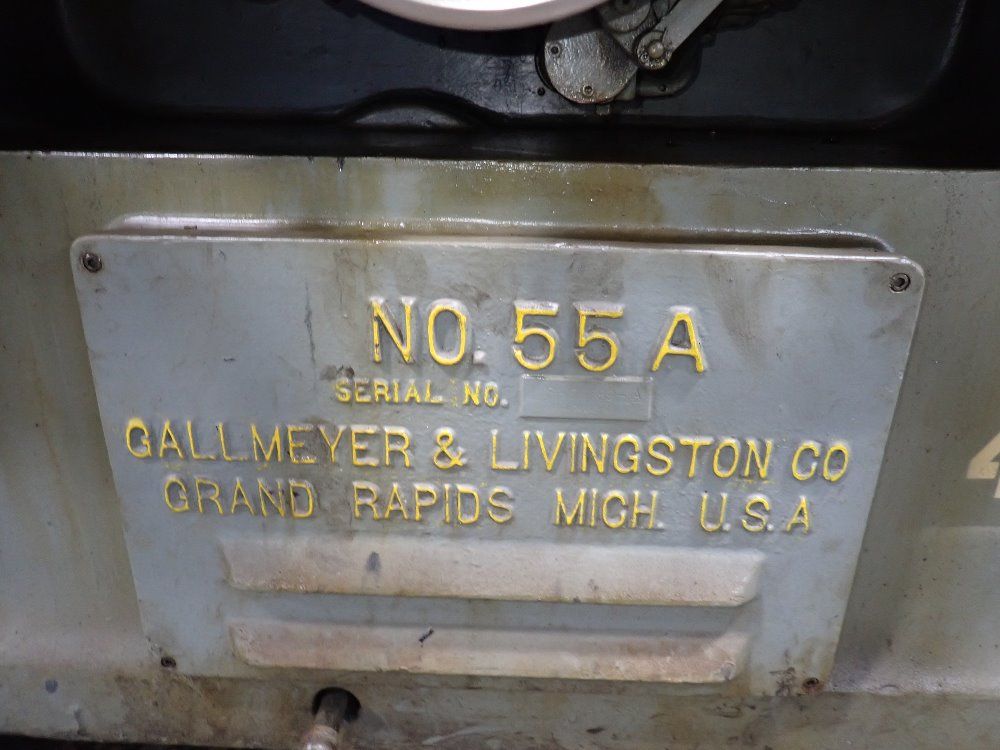 NO. 55 A
SERIAL NO.
GALLMEYER & LIVINGSTON CO
GRAND RAPIDS MICH. U.S.A